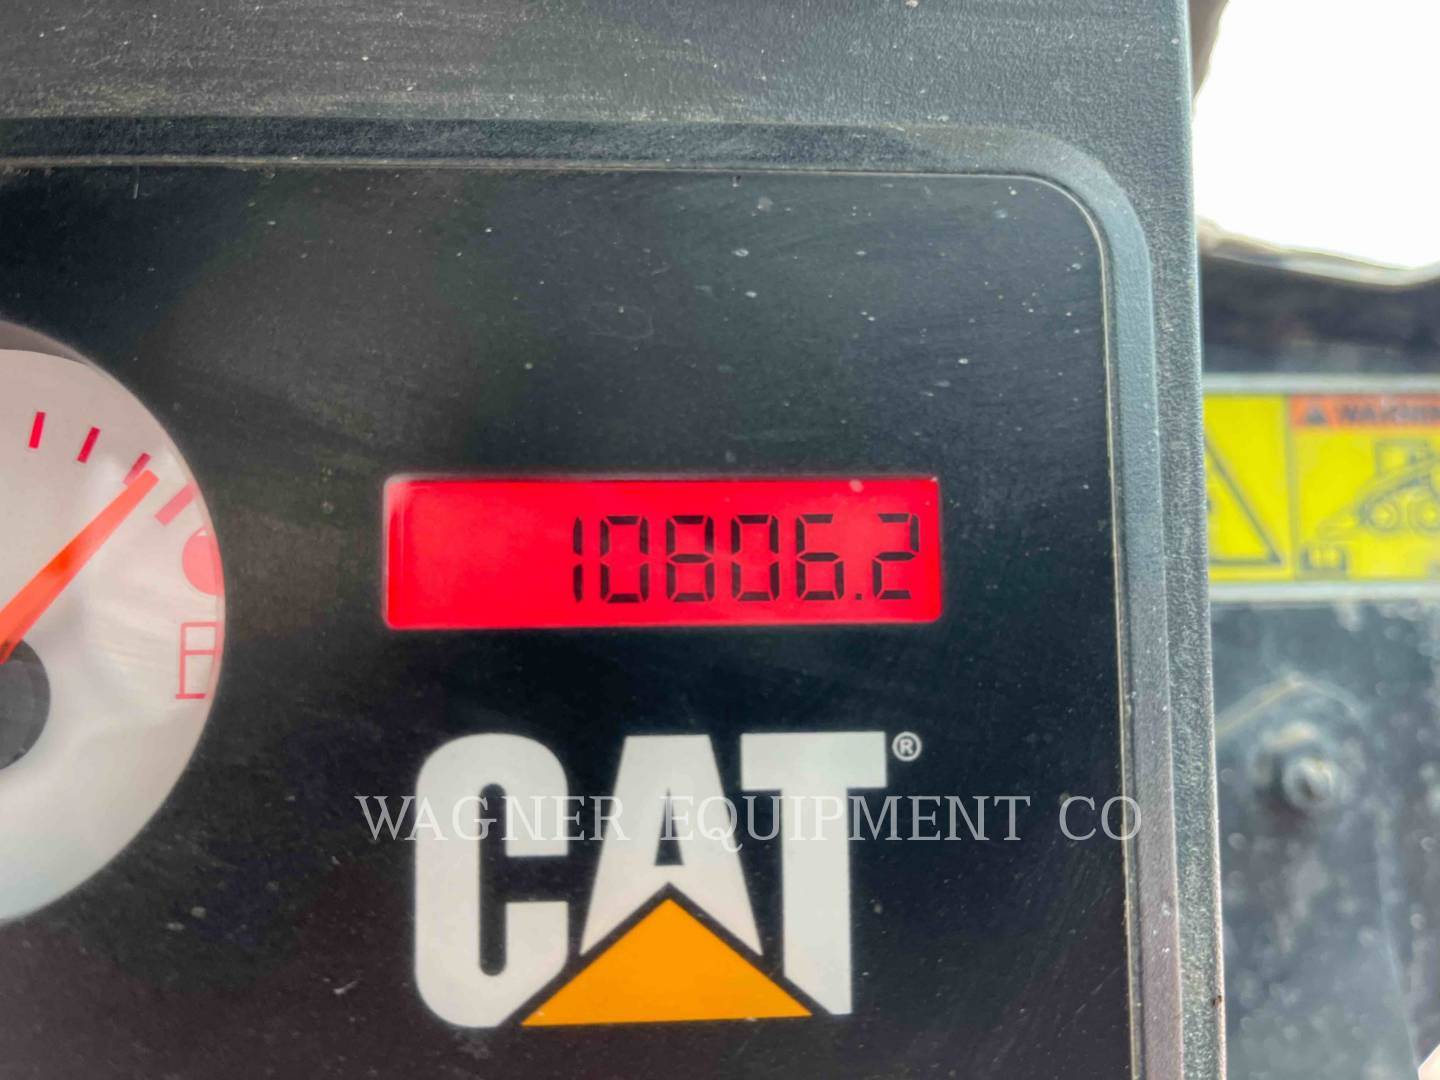 WARNING
10806.2
CAT®
WAGNER EQUIPMENT CO